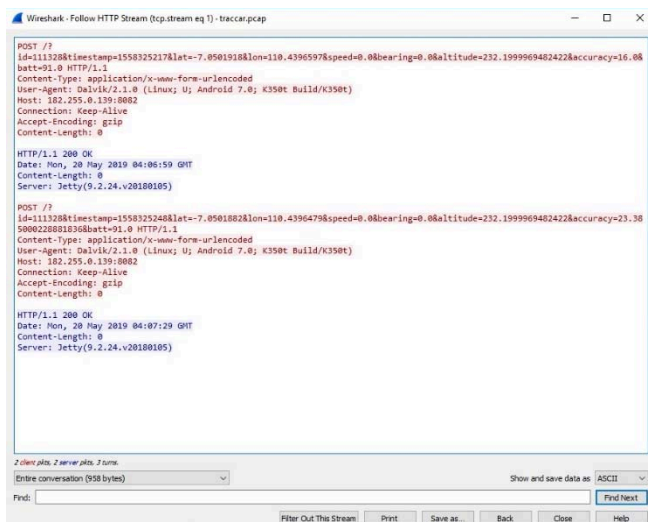 Wireshark - Follow HTTP Stream (tcp.stream eq 1) - traccar.pcap
POST /?
id=111328&timestamp=1558325217&lat=-7.0501918&lon=110.4396597&speed=0.0&bearing=0.0&altitude=232.1999969482422&accuracy=16.0&
batt=91.0 HTTP/1.1
Content-Type: application/x-www-form-urlencoded
User-Agent: Dalvik/2.1.0 (Linux; U; Android 7.0; K350t Build/K350t)
Host: 182.255.0.139:8082
Connection: Keep-Alive
Accept-Encoding: gzip
Content-Length: 0
HTTP/1.1 200 OK
Date: Mon, 20 May 2019 04:06:59 GMT
Content-Length: 0
Server: Jetty(9.2.24.v20180105)
POST /?
id=111328&timestamp=1558325248&lat=-7.0501882&lon=110.4396479&speed=0.0&bearing=0.0&altitude=232.1999969482422&accuracy=23.38
5000228881836&batt=91.0 HTTP/1.1
Content-Type: application/x-www-form-urlencoded
User-Agent: Dalvik/2.1.0 (Linux; U; Android 7.0; K350t Build/K350t)
Host: 182.255.0.139:8082
Connection: Keep-Alive
Accept-Encoding: gzip
Content-Length: 0
HTTP/1.1 200 OK
Date: Mon, 20 May 2019 04:07:29 GMT
Content-Length: 0
Server: Jetty(9.2.24.v20180105)
2 client pkts, 2 server pkts, 3 turns.
Entire conversation (958 bytes) Show and save data as ASCII
Find: Find Next
Filter Out This Stream Print Save as... Back Close Help